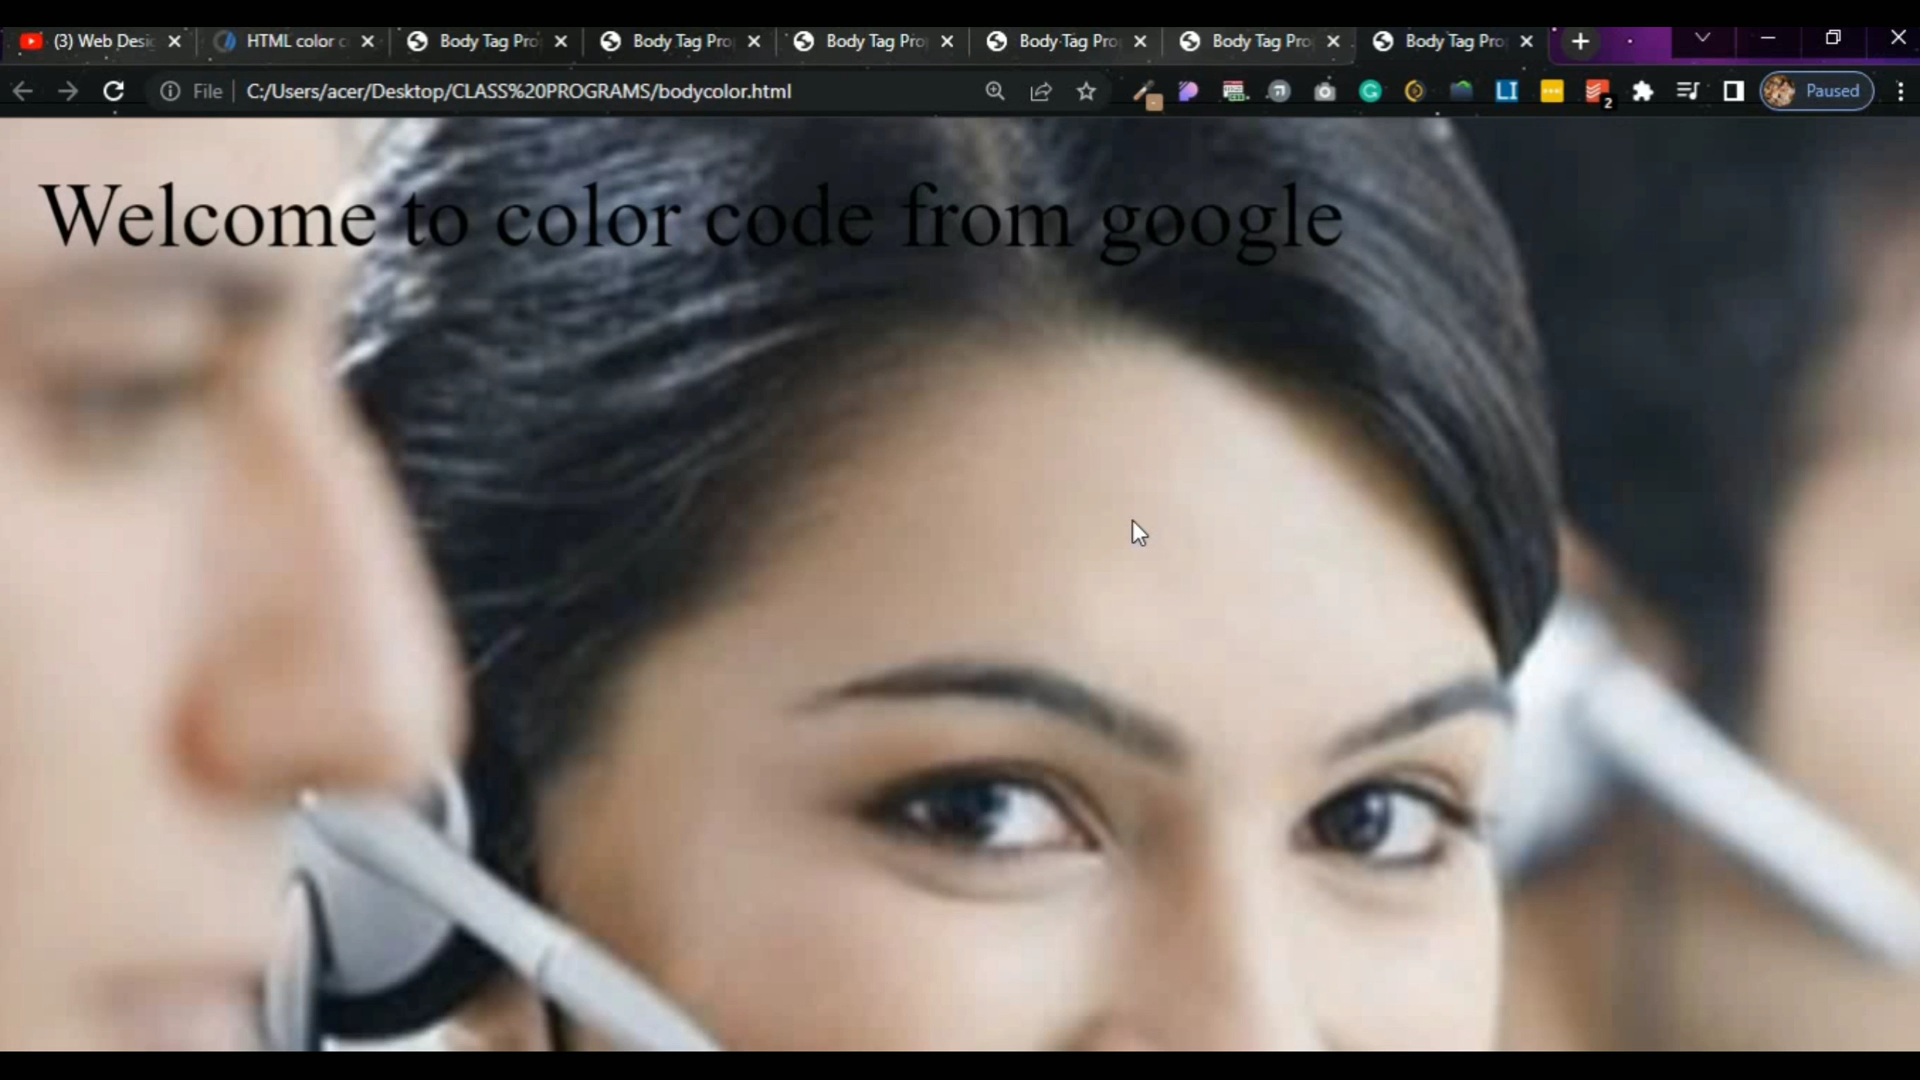 (3) Web Desi
HTML color c
Body Tag Pro
Body Tag Pro
Body Tag Pro
Body Tag Pro
Body Tag Pro
Body Tag Pro
File
C:/Users/acer/Desktop/CLASS%20PROGRAMS/bodycolor.html
LI
2
Paused
Welcome to color code from google